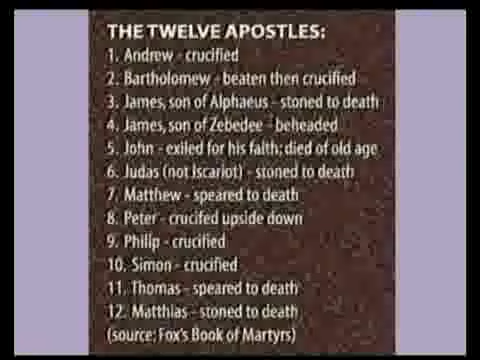 THE TWELVE APOSTLES:
1. Andrew - crucified
2. Bartholomew - beaten then crucified
3. James, son of Alphaeus - stoned to death
4. James, son of Zebedee - beheaded
5. John - exiled for his faith; died of old age
6. Judas (not Iscariot) - stoned to death
7. Matthew - speared to death
8. Peter - crucifed upside down
9. Philip - crucified
10. Simon - crucified
11. Thomas - speared to death
12. Matthias - stoned to death
(source: Fox's Book of Martyrs)